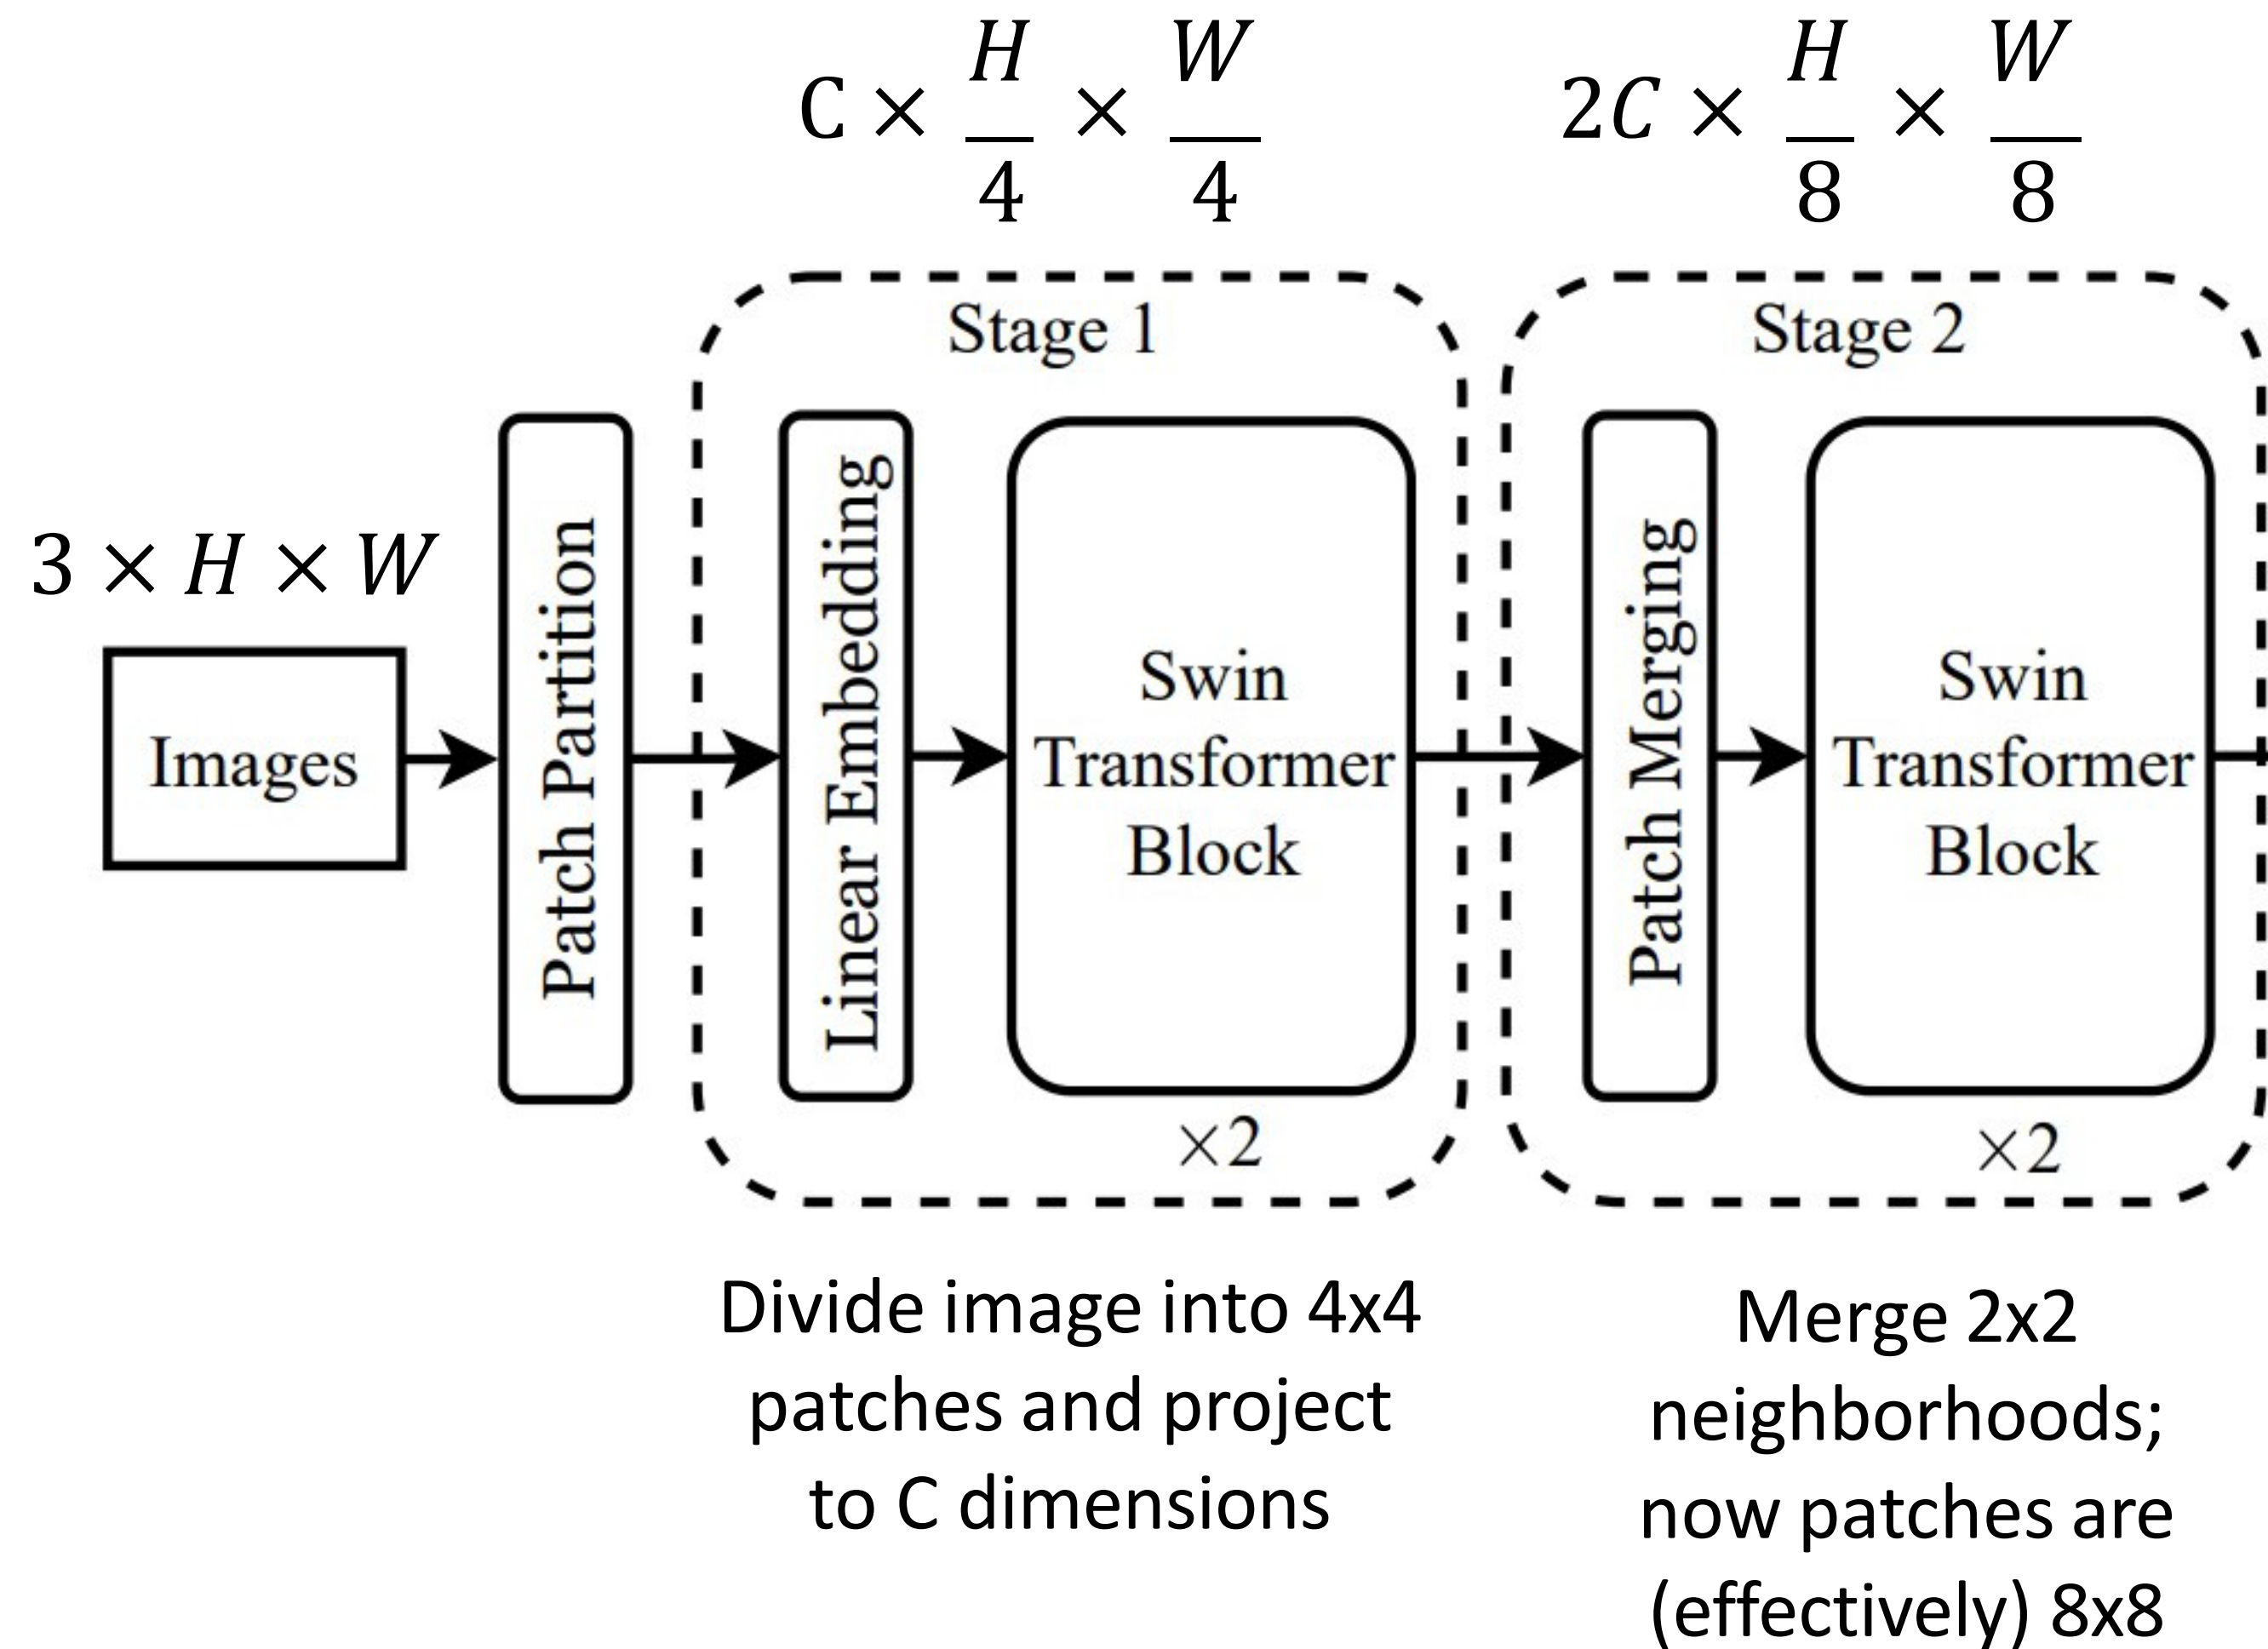 C × H/4 × W/4
2C × H/8 × W/8
Stage 1
Stage 2
3 × H × W
Images
Patch Partition
Linear Embedding
Swin
Transformer
Block
×2
Patch Merging
Swin
Transformer
Block
×2
Divide image into 4x4
patches and project
to C dimensions
Merge 2x2
neighborhoods;
now patches are
(effectively) 8x8